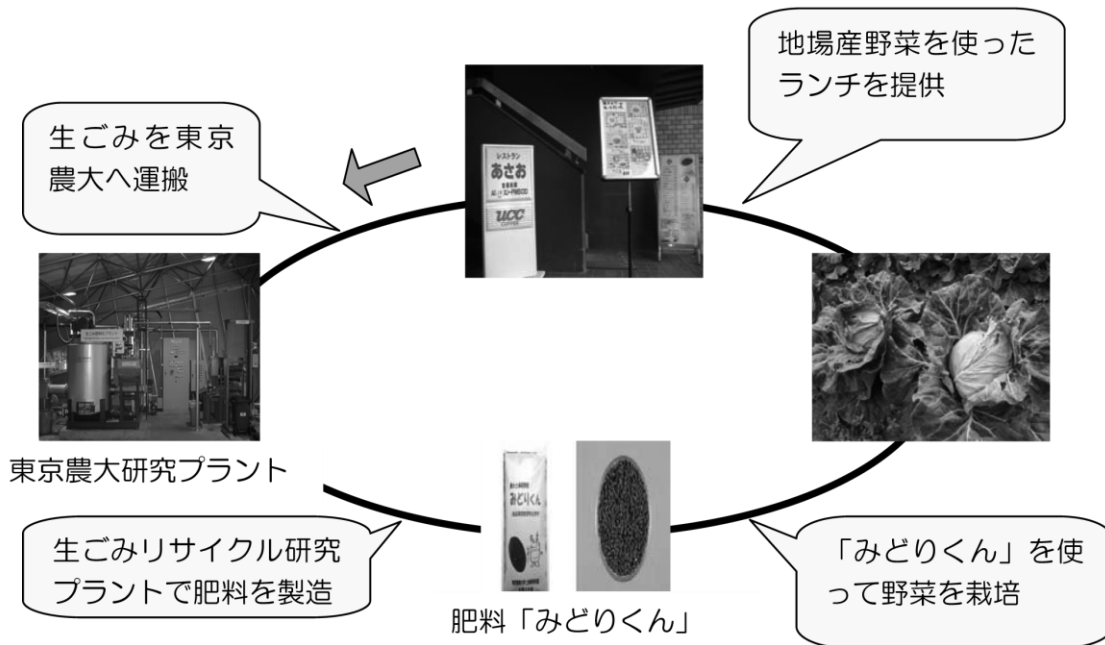 地場産野菜を使った
ランチを提供
生ごみを東京
農大へ運搬
レストラン
あさお
UCC
COFFEE
東京農大研究プラント
みどりくん
生ごみリサイクル研究
プラントで肥料を製造
「みどりくん」を使
って野菜を栽培
肥料「みどりくん」